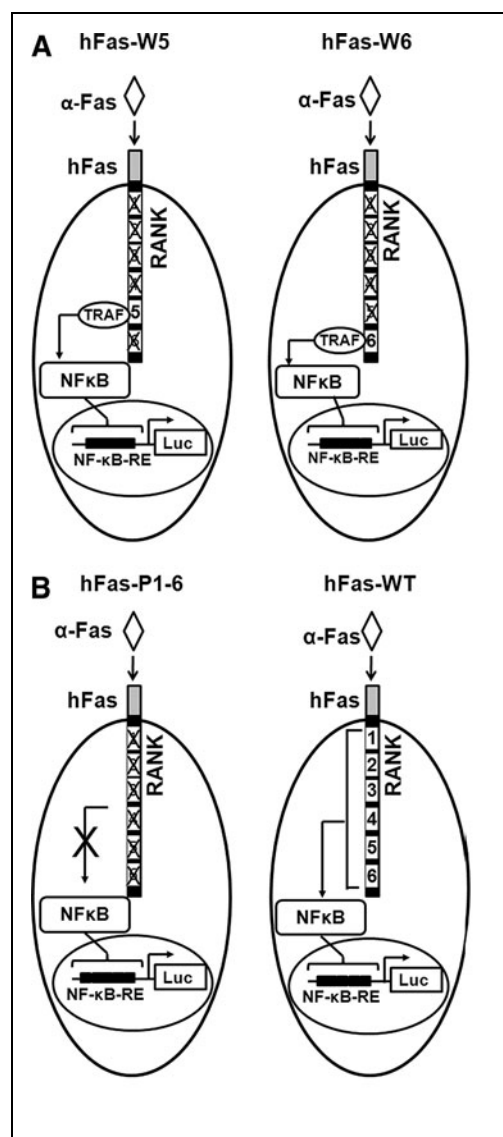 A
hFas-W5
hFas-W6
α-Fas
α-Fas
hFas
hFas
RANK
RANK
TRAF
5
TRAF
6
NFκB
NFκB
Luc
Luc
NF-κB-RE
NF-κB-RE
B
hFas-P1-6
hFas-WT
α-Fas
α-Fas
hFas
hFas
RANK
1
2
3
4
5
6
RANK
NFκB
NFκB
Luc
Luc
NF-κB-RE
NF-κB-RE